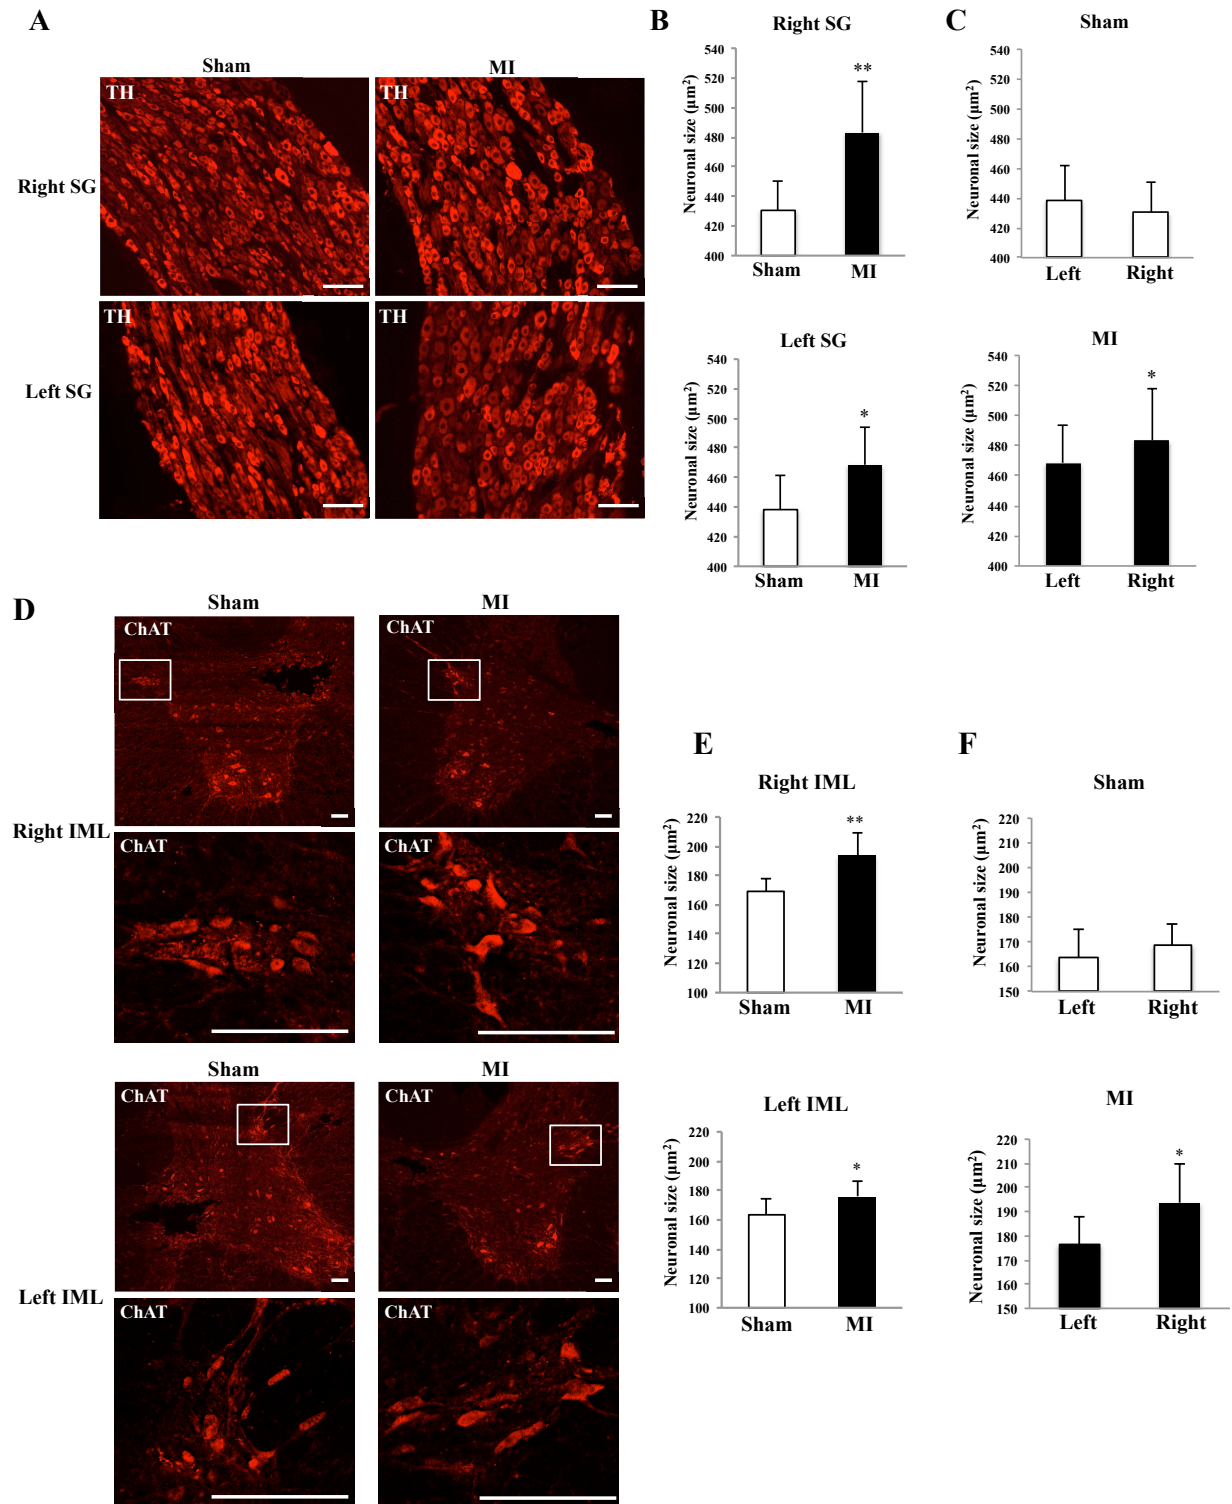 A
Sham
MI
TH
TH
Right SG
TH
TH
Left SG
B
Right SG
Neuronal size (µm²)
540
520
500
480
460
440
420
400
**
Sham
MI
Left SG
Neuronal size (µm²)
540
520
500
480
460
440
420
400
*
Sham
MI
C
Sham
Neuronal size (µm²)
540
520
500
480
460
440
420
400
Left
Right
MI
Neuronal size (µm²)
540
520
500
480
460
440
420
400
*
Left
Right
D
Sham
MI
ChAT
ChAT
Right IML
ChAT
ChAT
Sham
MI
ChAT
ChAT
Left IML
ChAT
ChAT
E
Right IML
Neuronal size (µm²)
220
200
180
160
140
120
100
**
Sham
MI
Left IML
Neuronal size (µm²)
220
200
180
160
140
120
100
*
Sham
MI
F
Sham
Neuronal size (µm²)
220
210
200
190
180
170
160
150
Left
Right
MI
Neuronal size (µm²)
220
210
200
190
180
170
160
150
*
Left
Right